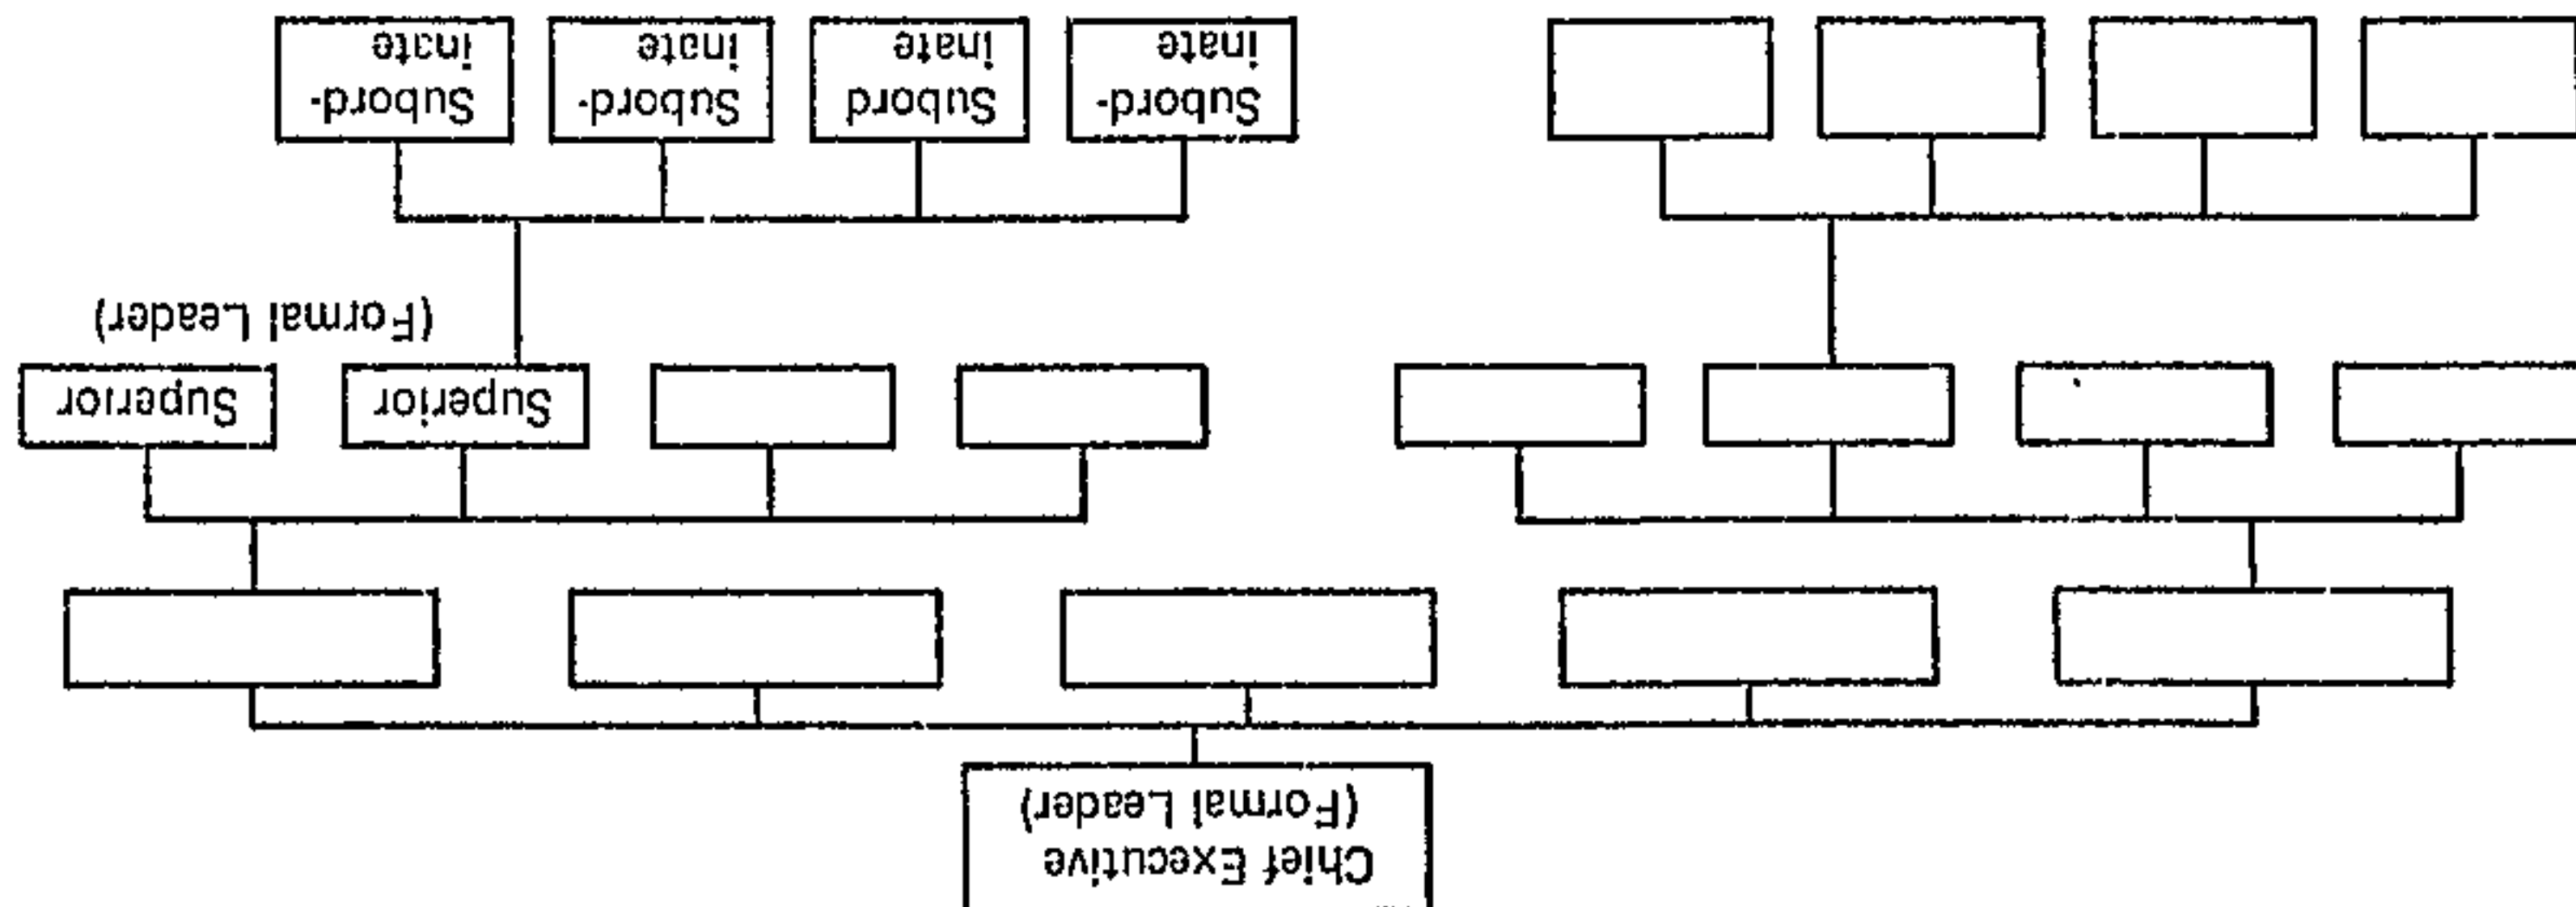 Chief Executive
(Formal Leader)
Superior
Superior
(Formal Leader)
Subord-
inate
Subord
inate
Subord-
inate
Subord-
inate